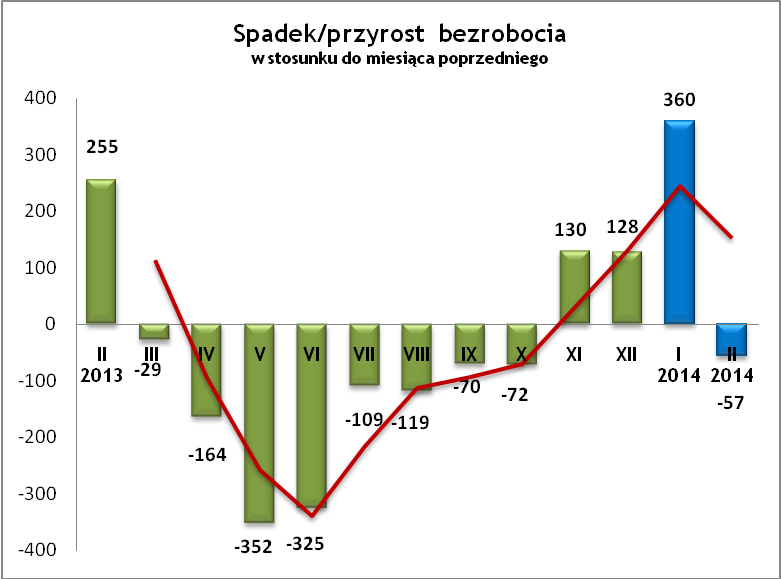 Spadek/przyrost bezrobocia
w stosunku do miesiąca poprzedniego
400
300
200
100
0
-100
-200
-300
-400
255
-29
-164
-352
-325
-109
-119
-70
-72
130
128
360
-57
II
2013
III
IV
V
VI
VII
VIII
IX
X
XI
XII
I
2014
II
2014